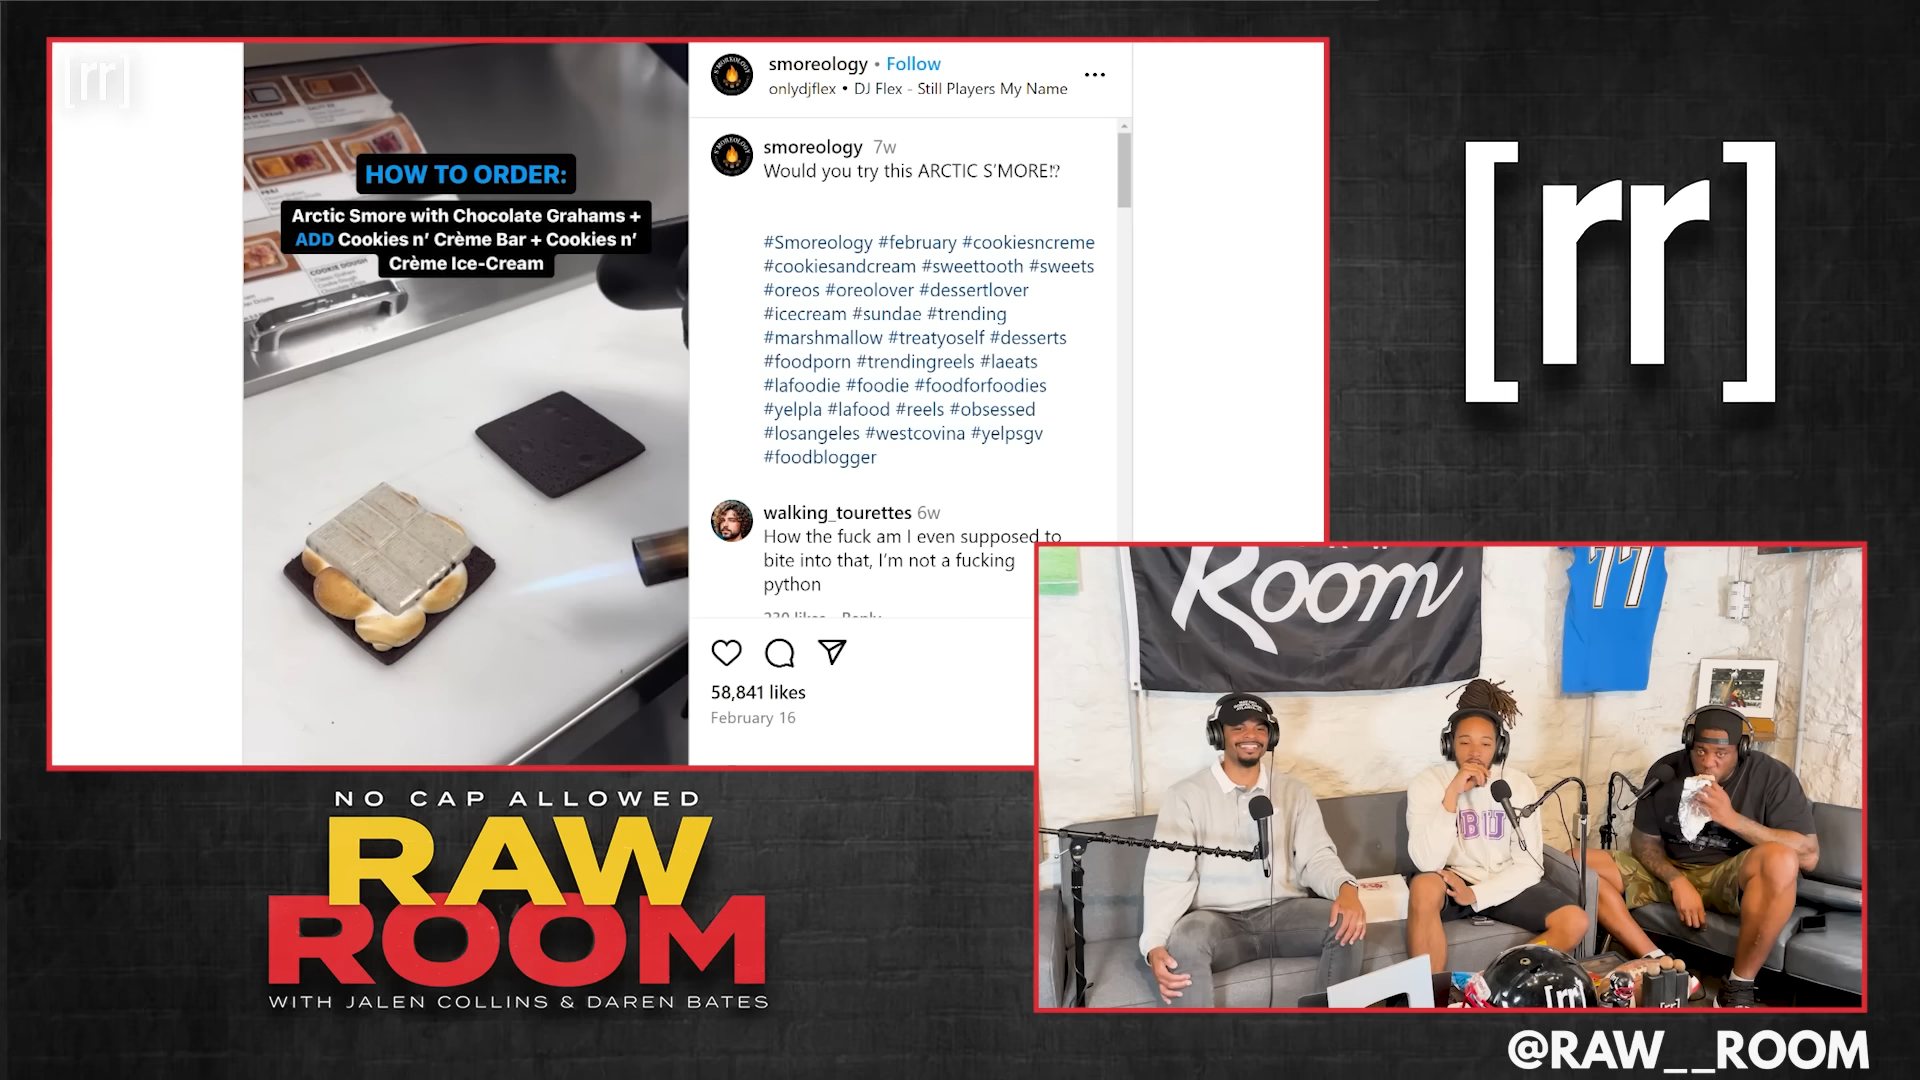 [rr]
HOW TO ORDER:
Arctic Smore with Chocolate Grahams +
ADD Cookies n' Crème Bar + Cookies n'
Crème Ice-Cream
COOKIE DOUGH
smoreology • Follow
onlydjflex • DJ Flex - Still Players My Name
smoreology 7w
Would you try this ARCTIC S'MORE!?
#Smoreology #february #cookiesncreme
#cookiesandcream #sweettooth #sweets
#oreos #oreolover #dessertlover
#icecream #sundae #trending
#marshmallow #treatyoself #desserts
#foodporn #trendingreels #laeats
#lafoodie #foodie #foodforfoodies
#yelpla #lafood #reels #obsessed
#losangeles #westcovina #yelpsgv
#foodblogger
walking_tourettes 6w
How the fuck am I even supposed to
bite into that, I'm not a fucking
python
58,841 likes
February 16
[rr]
Room
77
BU
[rr]
NO CAP ALLOWED
RAW
ROOM
WITH JALEN COLLINS & DAREN BATES
@RAW__ROOM